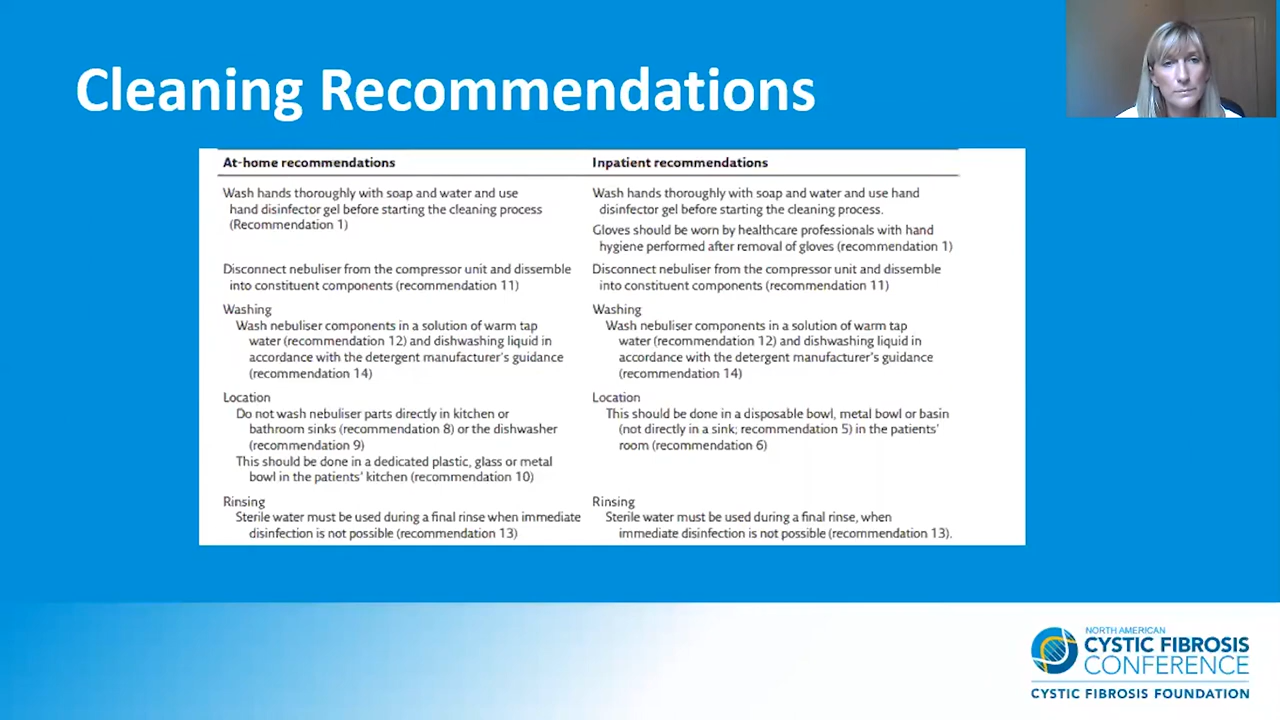 Cleaning Recommendations
At-home recommendations
Wash hands thoroughly with soap and water and use
hand disinfector gel before starting the cleaning process
(Recommendation 1)
Disconnect nebuliser from the compressor unit and dissemble
into constituent components (recommendation 11)
Washing
Wash nebuliser components in a solution of warm tap
water (recommendation 12) and dishwashing liquid in
accordance with the detergent manufacturer's guidance
(recommendation 14)
Location
Do not wash nebuliser parts directly in kitchen or
bathroom sinks (recommendation 8) or the dishwasher
(recommendation 9)
This should be done in a dedicated plastic, glass or metal
bowl in the patients' kitchen (recommendation 10)
Rinsing
Sterile water must be used during a final rinse when immediate
disinfection is not possible (recommendation 13)
Inpatient recommendations
Wash hands thoroughly with soap and water and use hand
disinfector gel before starting the cleaning process.
Gloves should be worn by healthcare professionals with hand
hygiene performed after removal of gloves (recommendation 1)
Disconnect nebuliser from the compressor unit and dissemble
into constituent components (recommendation 11)
Washing
Wash nebuliser components in a solution of warm tap
water (recommendation 12) and dishwashing liquid in
accordance with the detergent manufacturer's guidance
(recommendation 14)
Location
This should be done in a disposable bowl, metal bowl or basin
(not directly in a sink; recommendation 5) in the patients'
room (recommendation 6)
Rinsing
Sterile water must be used during a final rinse, when
immediate disinfection is not possible (recommendation 13).
NORTH AMERICAN
CYSTIC FIBROSIS
CONFERENCE
CYSTIC FIBROSIS FOUNDATION